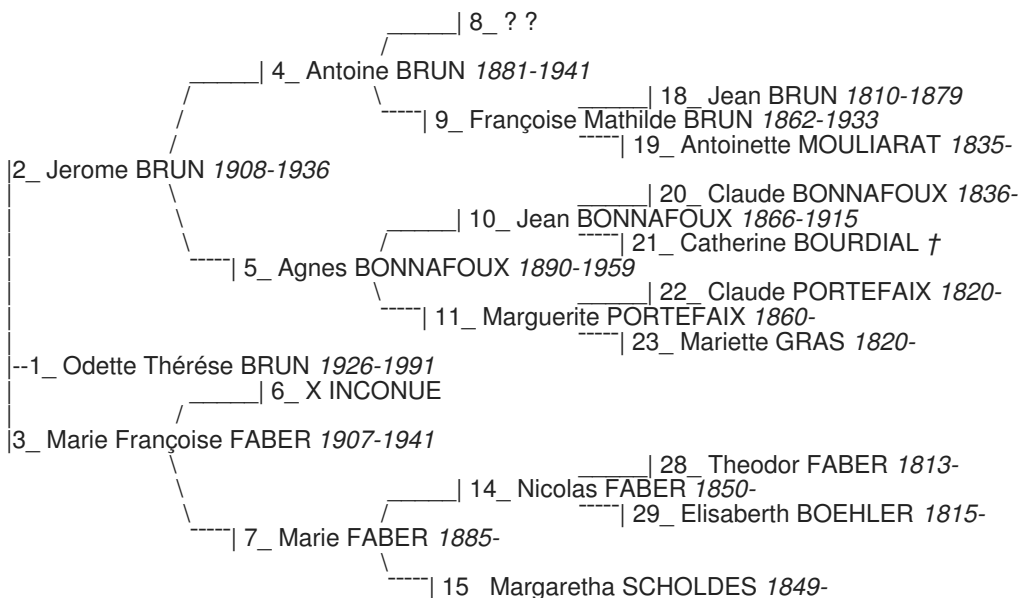 8_ ? ?
4_ Antoine BRUN 1881-1941
18_ Jean BRUN 1810-1879
9_ Françoise Mathilde BRUN 1862-1933
19_ Antoinette MOULIARAT 1835-
2_ Jerome BRUN 1908-1936
20_ Claude BONNAFOUX 1836-
10_ Jean BONNAFOUX 1866-1915
21_ Catherine BOURDIAL †
5_ Agnes BONNAFOUX 1890-1959
22_ Claude PORTEFAIX 1820-
11_ Marguerite PORTEFAIX 1860-
23_ Mariette GRAS 1820-
--1_ Odette Thérése BRUN 1926-1991
6_ X INCONUE
3_ Marie Françoise FABER 1907-1941
28_ Theodor FABER 1813-
14_ Nicolas FABER 1850-
29_ Elisaberth BOEHLER 1815-
7_ Marie FABER 1885-
15_ Margaretha SCHOLDES 1849-